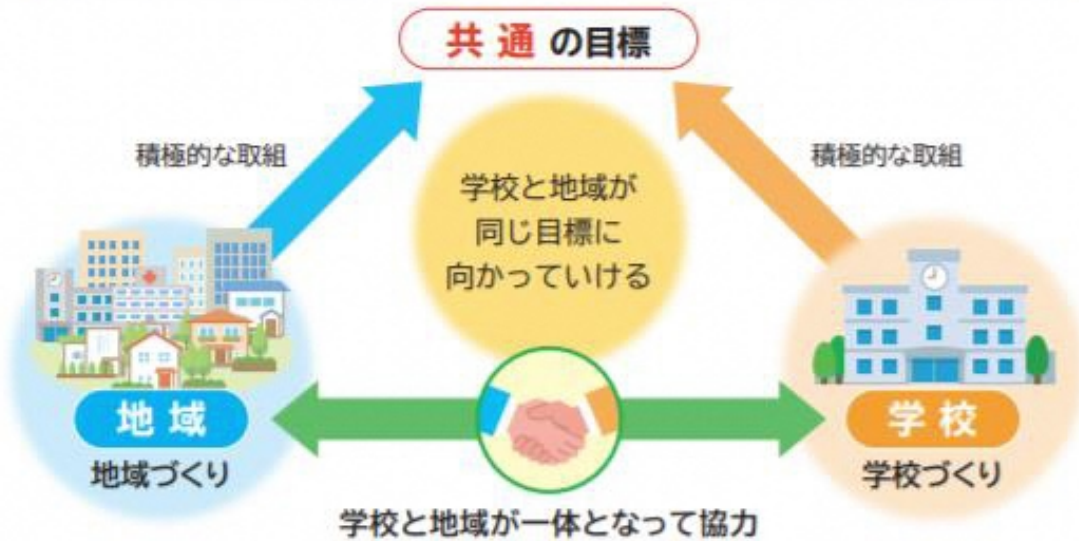 共通の目標
積極的な取組
積極的な取組
学校と地域が
同じ目標に
向かっていける
地域
学校
地域づくり
学校づくり
学校と地域が一体となって協力